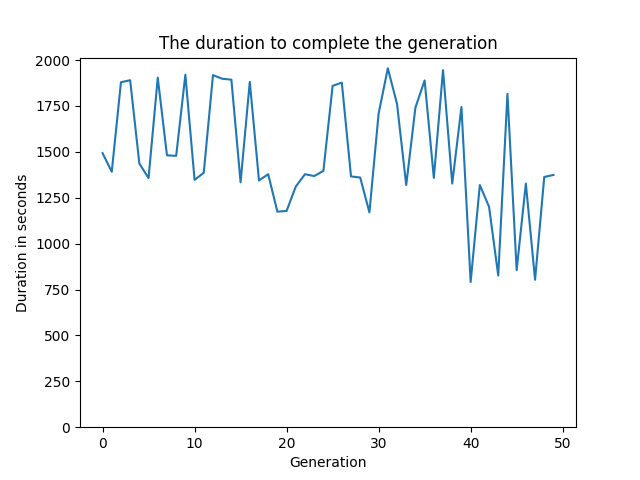 The duration to complete the generation
2000
1750
1500
1250
1000
750
500
250
0
Duration in seconds
0 10 20 30 40 50
Generation